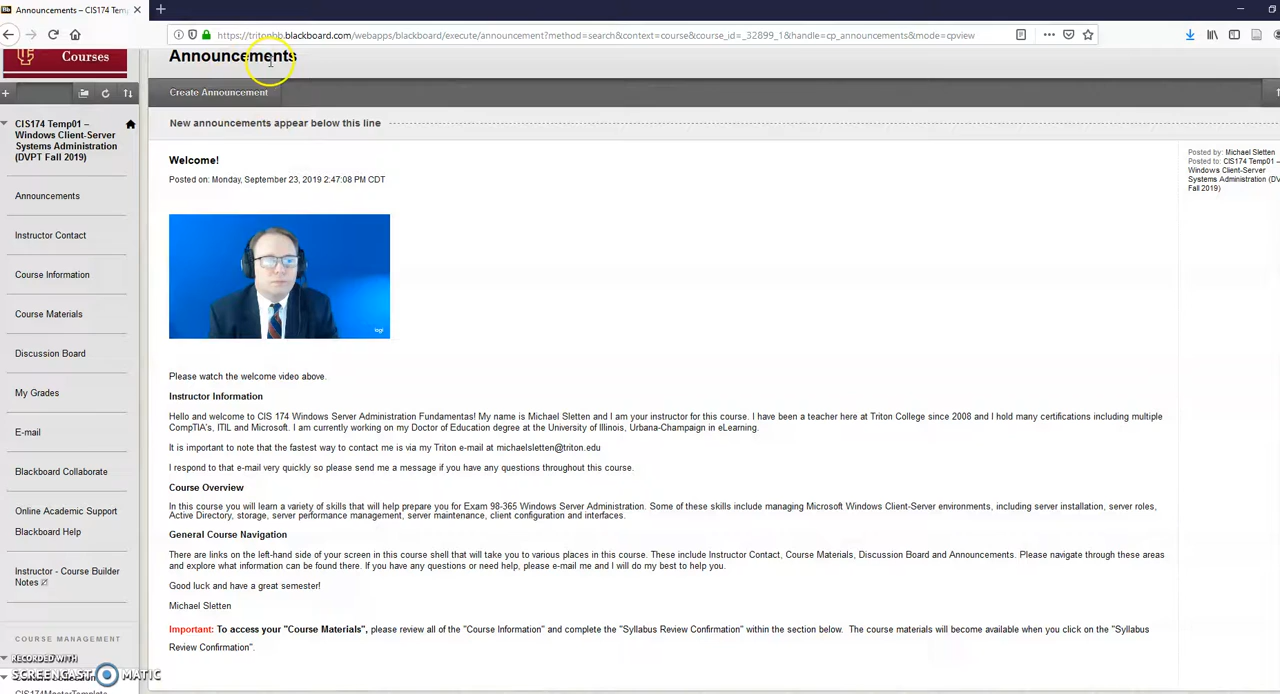 Announcements – CIS174 Temp
https://tritonbb.blackboard.com/webapps/blackboard/execute/announcement?method=search&context=course&course_id=_32899_1&handle=cp_announcements&mode=cpview
Courses
Announcements
Create Announcement
New announcements appear below this line
CIS174 Temp01 –
Windows Client-Server
Systems Administration
(DVPT Fall 2019)
Announcements
Instructor Contact
Course Information
Course Materials
Discussion Board
My Grades
E-mail
Blackboard Collaborate
Online Academic Support
Blackboard Help
Instructor - Course Builder
Notes
COURSE MANAGEMENT
RECORDED WITH
SCREENCAST MATIC
CIS174MasterTemplate
Welcome!
Posted on: Monday, September 23, 2019 2:47:08 PM CDT
logi
Please watch the welcome video above.
Instructor Information
Hello and welcome to CIS 174 Windows Server Administration Fundamentas! My name is Michael Sletten and I am your instructor for this course. I have been a teacher here at Triton College since 2008 and I hold many certifications including multiple
CompTIA's, ITIL and Microsoft. I am currently working on my Doctor of Education degree at the University of Illinois, Urbana-Champaign in eLearning.
It is important to note that the fastest way to contact me is via my Triton e-mail at michaelsletten@triton.edu
I respond to that e-mail very quickly so please send me a message if you have any questions throughout this course.
Course Overview
In this course you will learn a variety of skills that will help prepare you for Exam 98-365 Windows Server Administration. Some of these skills include managing Microsoft Windows Client-Server environments, including server installation, server roles,
Active Directory, storage, server performance management, server maintenance, client configuration and interfaces.
General Course Navigation
There are links on the left-hand side of your screen in this course shell that will take you to various places in this course. These include Instructor Contact, Course Materials, Discussion Board and Announcements. Please navigate through these areas
and explore what information can be found there. If you have any questions or need help, please e-mail me and I will do my best to help you.
Good luck and have a great semester!
Michael Sletten
Important: To access your "Course Materials", please review all of the "Course Information" and complete the "Syllabus Review Confirmation" within the section below. The course materials will become available when you click on the "Syllabus
Review Confirmation".
Posted by: Michael Sletten
Posted to: CIS174 Temp01 –
Windows Client-Server
Systems Administration (DV
Fall 2019)